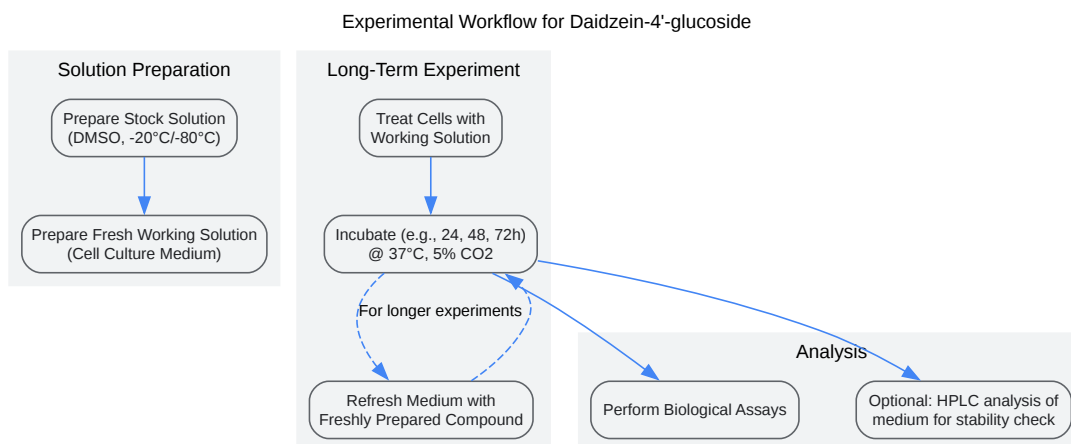 Experimental Workflow for Daidzein-4'-glucoside
Solution Preparation
Prepare Stock Solution
(DMSO, -20°C/-80°C)
Prepare Fresh Working Solution
(Cell Culture Medium)
Long-Term Experiment
Treat Cells with
Working Solution
Incubate (e.g., 24, 48, 72h)
@ 37°C, 5% CO2
For longer experiments
Refresh Medium with
Freshly Prepared Compound
Analysis
Perform Biological Assays
Optional: HPLC analysis of
medium for stability check